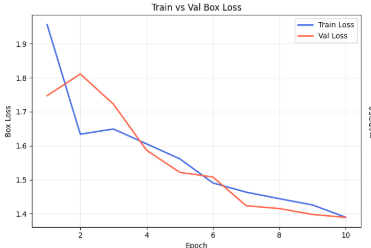 Train vs Val Box Loss
Train Loss
Val Loss
Box Loss
1.9
1.8
1.7
1.6
1.5
1.4
2 4 6 8 10
Epoch